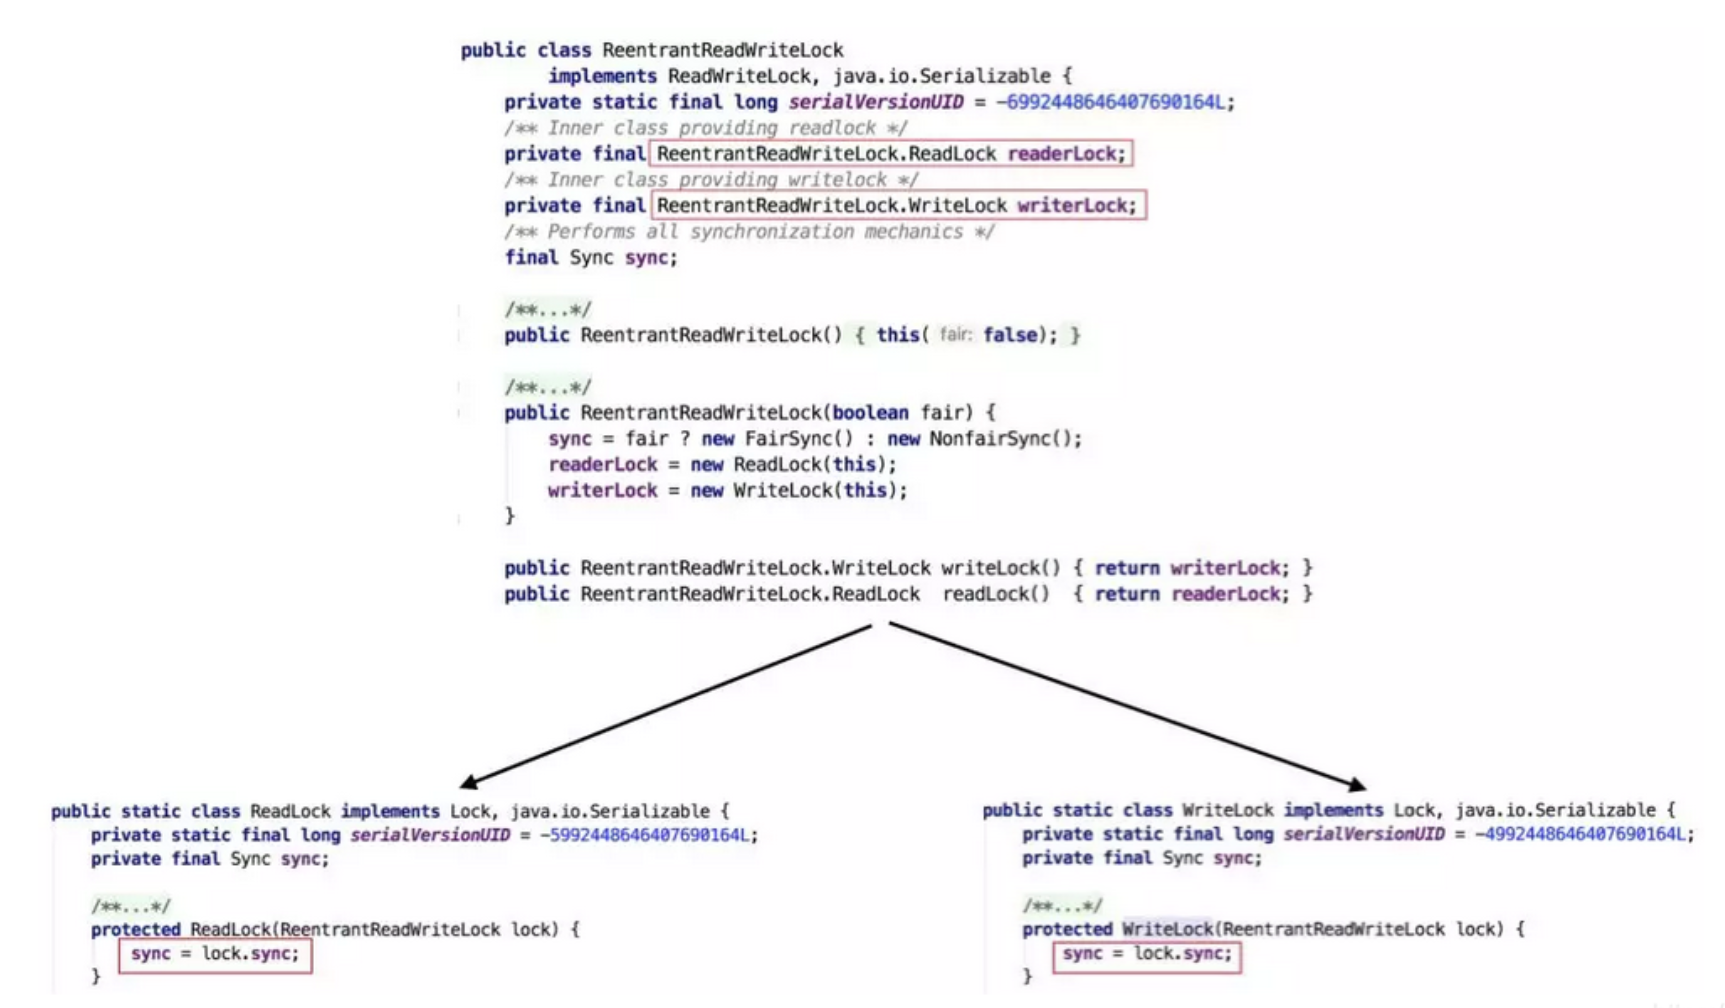 public class ReentrantReadWriteLock
        implements ReadWriteLock, java.io.Serializable {
    private static final long serialVersionUID = -6992448646407690164L;
    /** Inner class providing readlock */
    private final ReentrantReadWriteLock.ReadLock readerLock;
    /** Inner class providing writelock */
    private final ReentrantReadWriteLock.WriteLock writerLock;
    /** Performs all synchronization mechanics */
    final Sync sync;
    /**...*/
    public ReentrantReadWriteLock() { this( fair: false); }
    /**...*/
    public ReentrantReadWriteLock(boolean fair) {
        sync = fair ? new FairSync() : new NonfairSync();
        readerLock = new ReadLock(this);
        writerLock = new WriteLock(this);
    }
    public ReentrantReadWriteLock.WriteLock writeLock() { return writerLock; }
    public ReentrantReadWriteLock.ReadLock  readLock()  { return readerLock; }
public static class ReadLock implements Lock, java.io.Serializable {
    private static final long serialVersionUID = -5992448646407690164L;
    private final Sync sync;
    /**...*/
    protected ReadLock(ReentrantReadWriteLock lock) {
        sync = lock.sync;
    }
public static class WriteLock implements Lock, java.io.Serializable {
    private static final long serialVersionUID = -4992448646407690164L;
    private final Sync sync;
    /**...*/
    protected WriteLock(ReentrantReadWriteLock lock) {
        sync = lock.sync;
    }